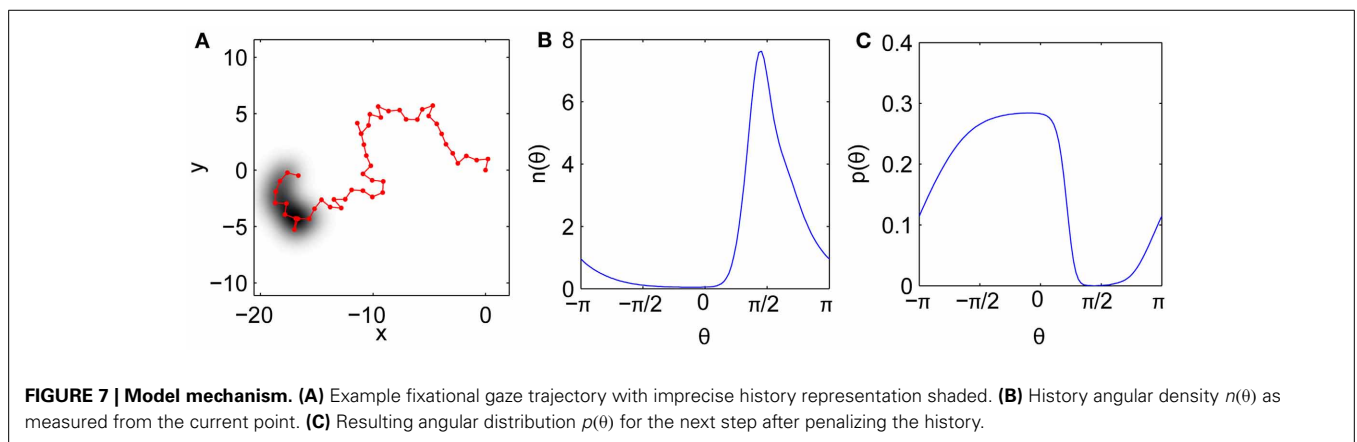 A
10
5
0
−5
−10
y
−20
−10
0
x
B
8
6
4
2
0
n(θ)
−π
−π/2
0
π/2
π
θ
C
0.4
0.3
0.2
0.1
0
p(θ)
−π
−π/2
0
π/2
π
θ
FIGURE 7 | Model mechanism. (A) Example fixational gaze trajectory with imprecise history representation shaded. (B) History angular density n(θ) as
measured from the current point. (C) Resulting angular distribution p(θ) for the next step after penalizing the history.